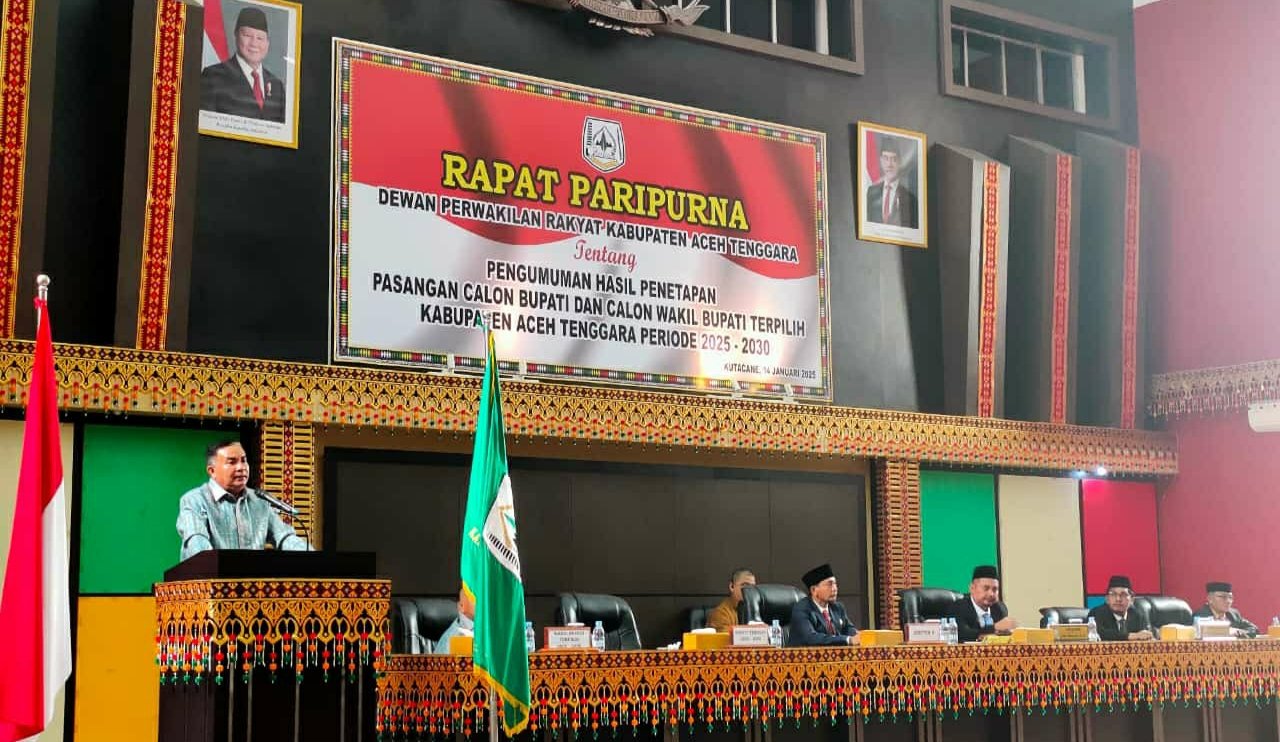 RAPAT PARIPURNA
DEWAN PERWAKILAN RAKYAT KABUPATEN ACEH TENGGARA
Tentang
PENGUMUMAN HASIL PENETAPAN
PASANGAN CALON BUPATI DAN CALON WAKIL BUPATI TERPILIH
KABUPATEN ACEH TENGGARA PERIODE 2025 - 2030
KUTACANE, 14 JANUARI 2025